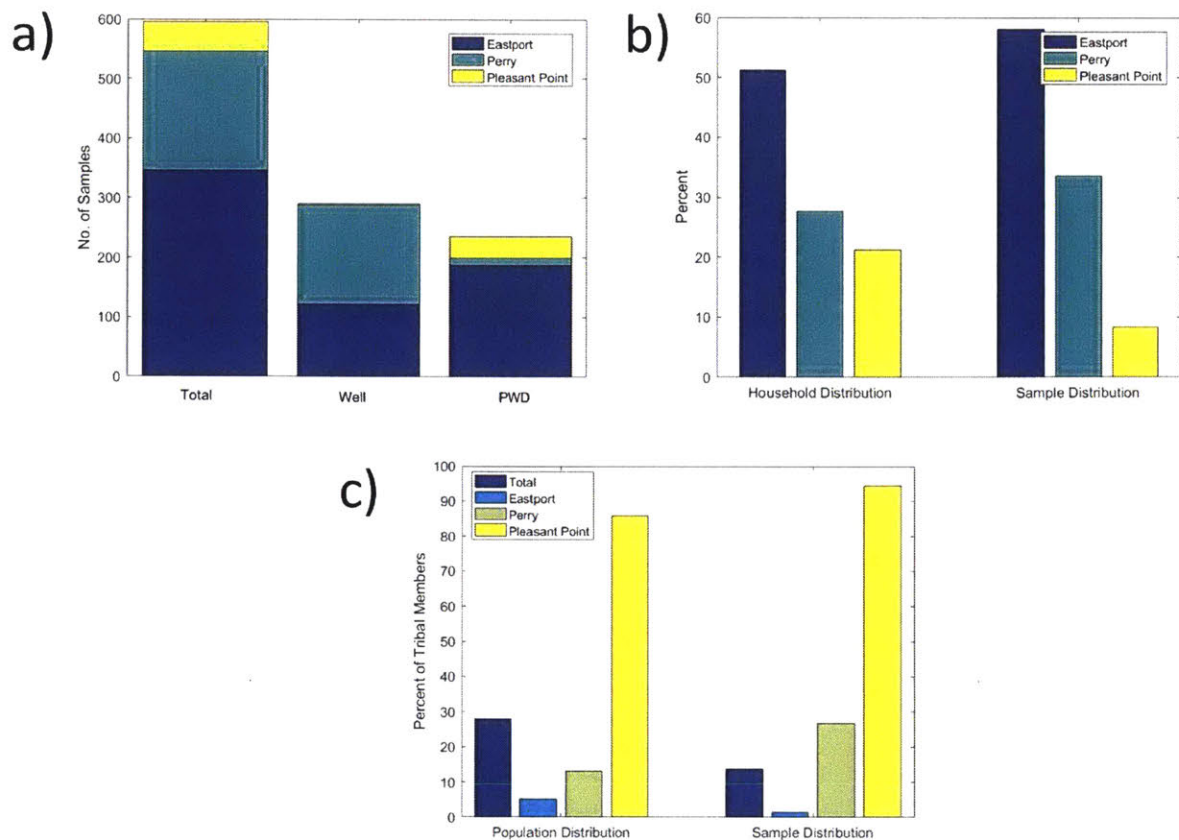 a)
600
500
400
300
200
100
0
No. of Samples
Eastport
Perry
Pleasant Point
Total
Well
PWD
b)
60
50
40
30
20
10
0
Percent
Eastport
Perry
Pleasant Point
Household Distribution
Sample Distribution
c)
100
90
80
70
60
50
40
30
20
10
0
Percent of Tribal Members
Total
Eastport
Perry
Pleasant Point
Population Distribution
Sample Distribution